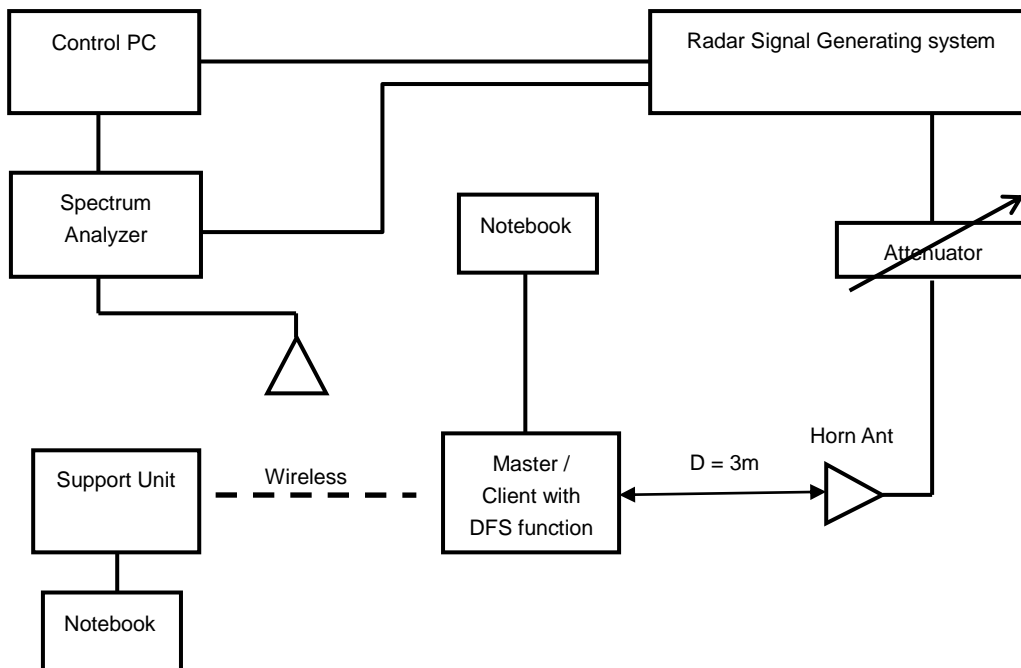 Control PC
Radar Signal Generating system
Spectrum
Analyzer
Notebook
Attenuator
Horn Ant
D = 3m
Master /
Client with
DFS function
Wireless
Support Unit
Notebook